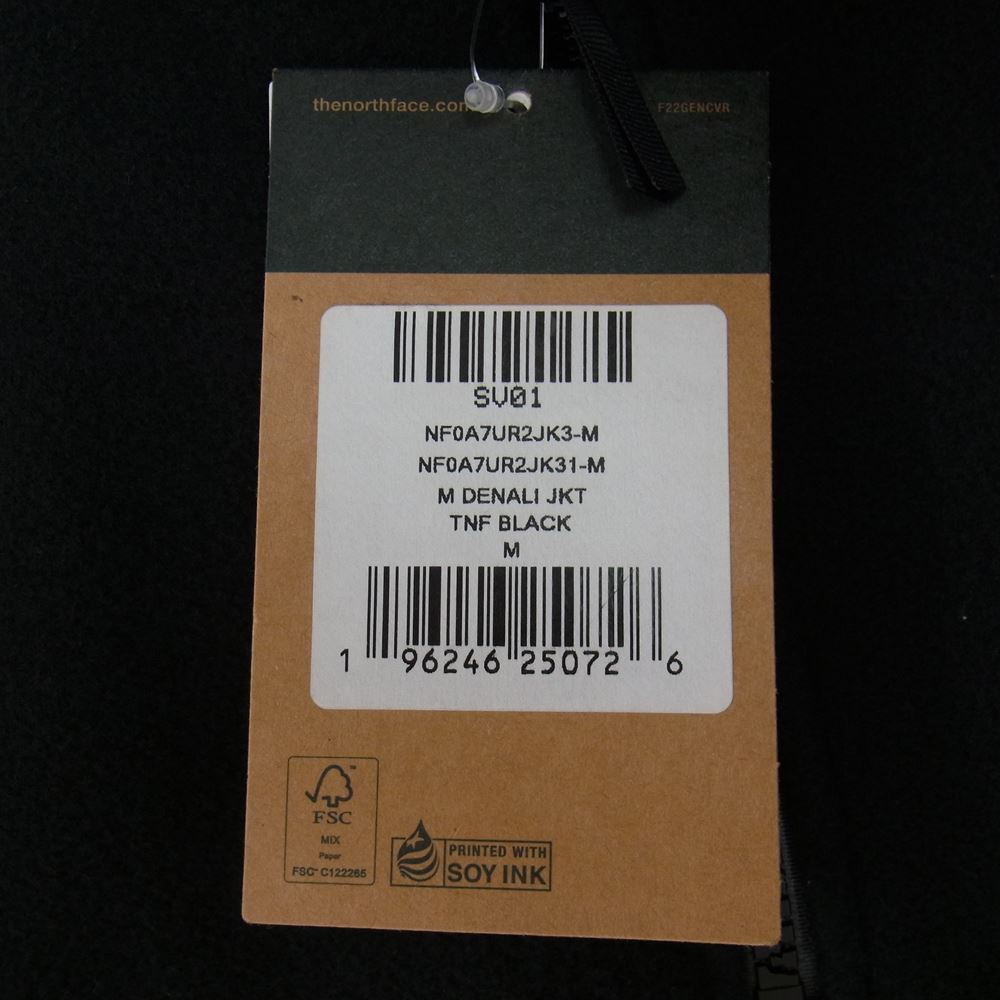 thenorthface.com
F22GENCVR
SV01
NF0A7UR2JK3-M
NF0A7UR2JK31-M
M DENALI JKT
TNF BLACK
M
1 96246 25072 6
FSC
MIX
Paper
FSC™ C122265
PRINTED WITH
SOY INK